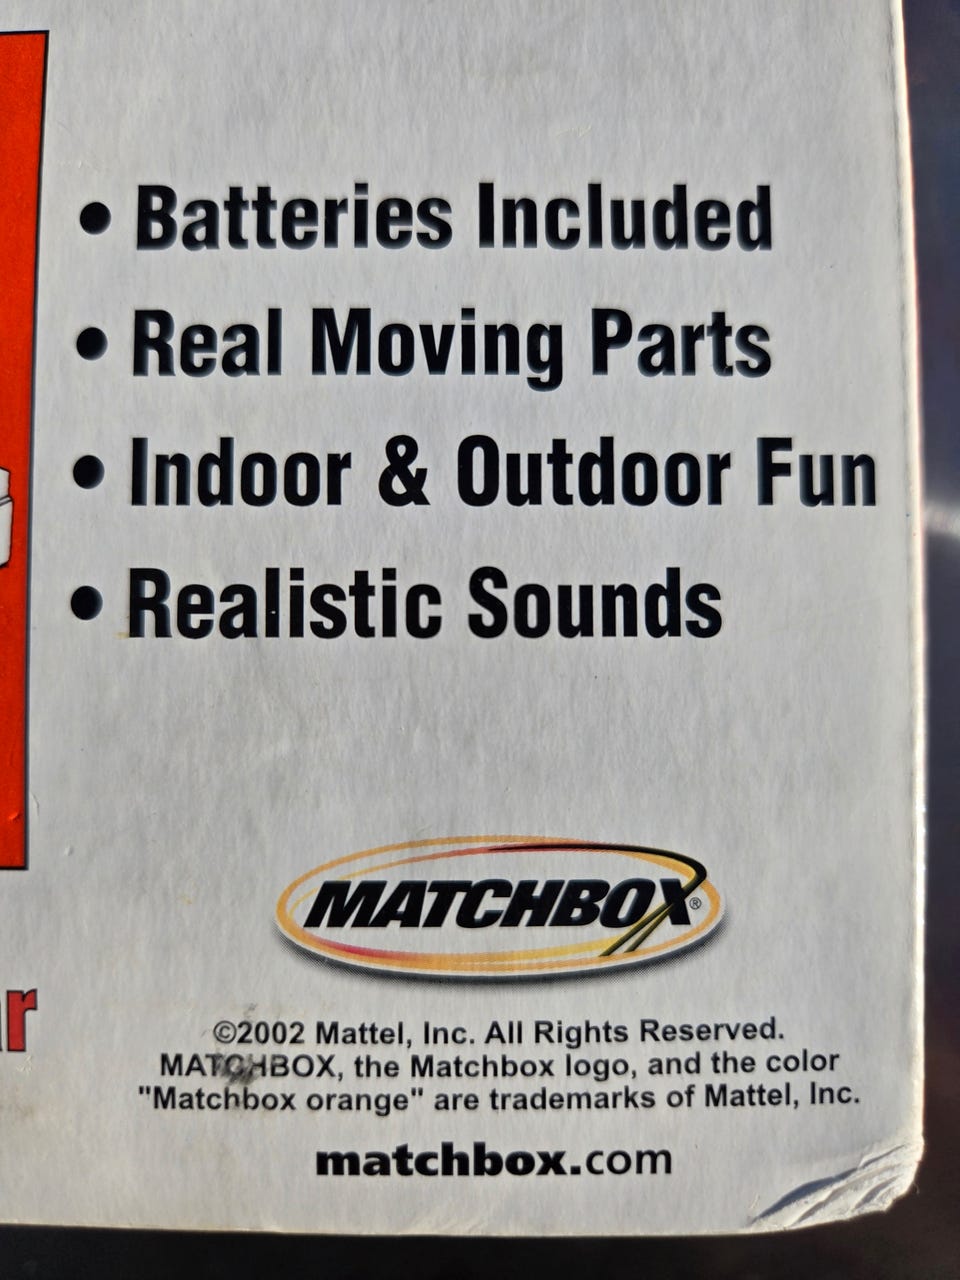 • Batteries Included
• Real Moving Parts
• Indoor & Outdoor Fun
• Realistic Sounds
MATCHBOX®
©2002 Mattel, Inc. All Rights Reserved.
MATCHBOX, the Matchbox logo, and the color
"Matchbox orange" are trademarks of Mattel, Inc.
matchbox.com